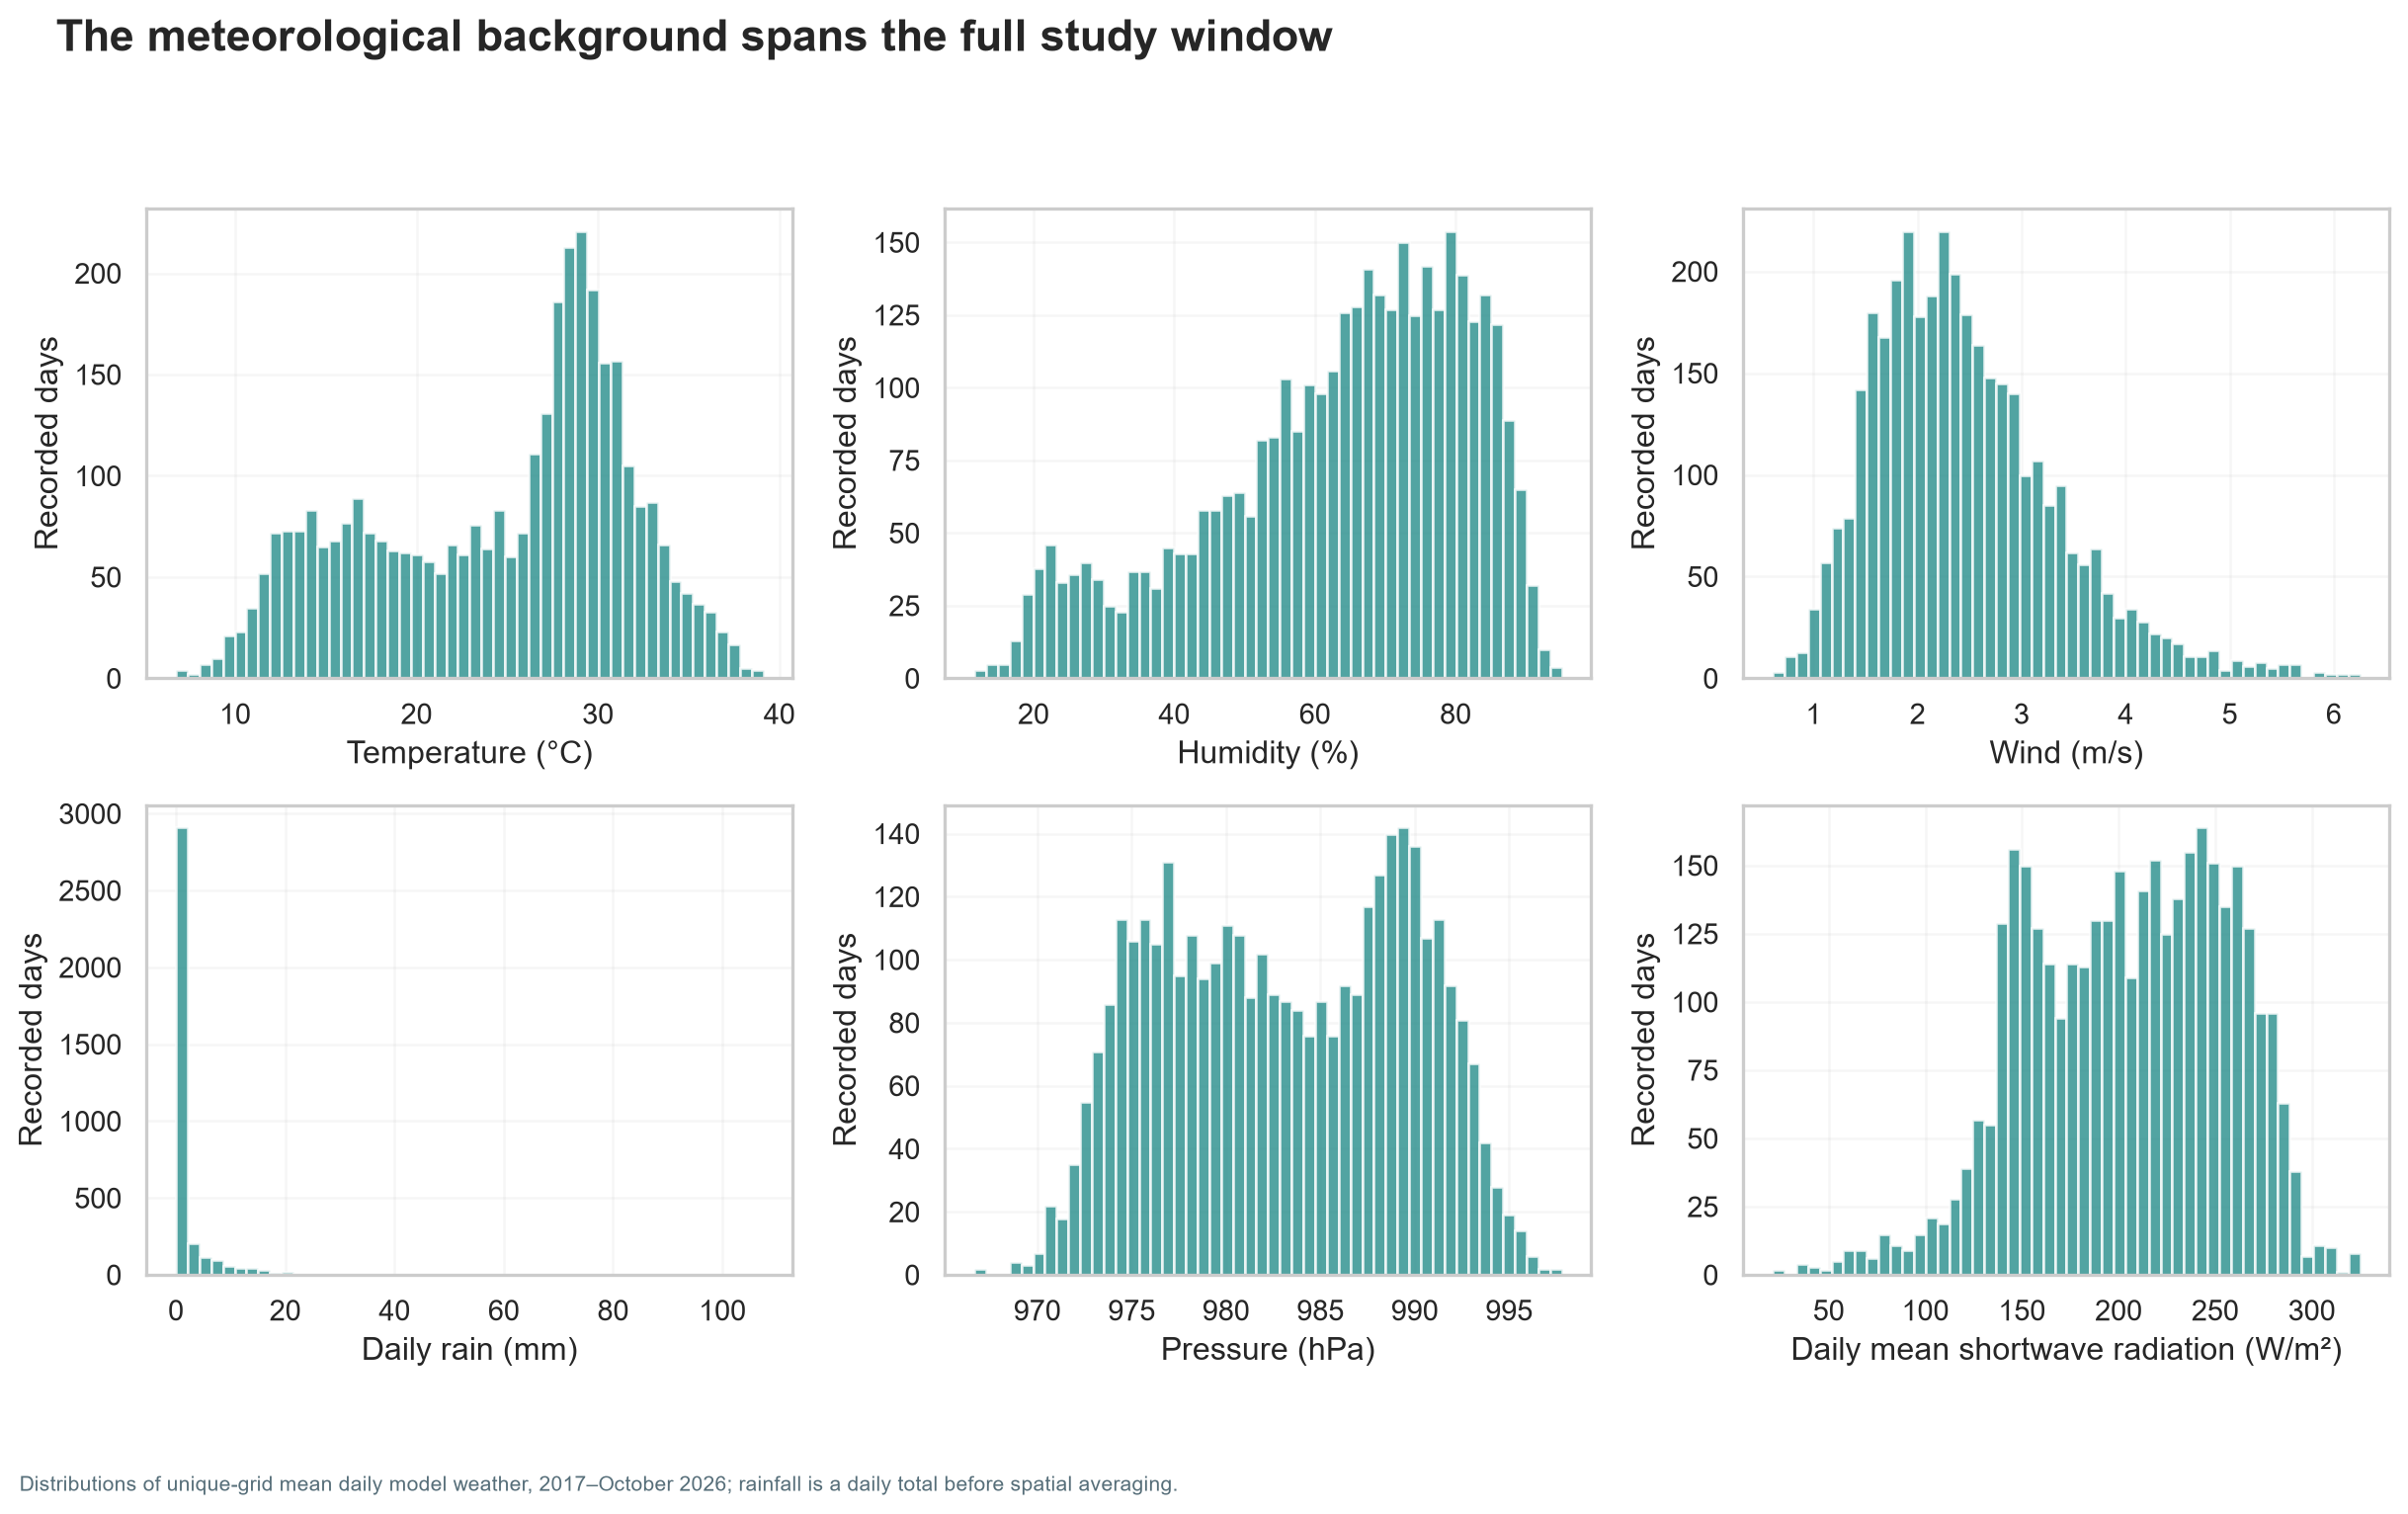 The meteorological background spans the full study window
Recorded days
200
150
100
50
0
10 20 30 40
Temperature (°C)
Recorded days
150
125
100
75
50
25
0
20 40 60 80
Humidity (%)
Recorded days
200
150
100
50
0
1 2 3 4 5 6
Wind (m/s)
Recorded days
3000
2500
2000
1500
1000
500
0
0 20 40 60 80 100
Daily rain (mm)
Recorded days
140
120
100
80
60
40
20
0
970 975 980 985 990 995
Pressure (hPa)
Recorded days
150
125
100
75
50
25
0
50 100 150 200 250 300
Daily mean shortwave radiation (W/m²)
Distributions of unique-grid mean daily model weather, 2017–October 2026; rainfall is a daily total before spatial averaging.